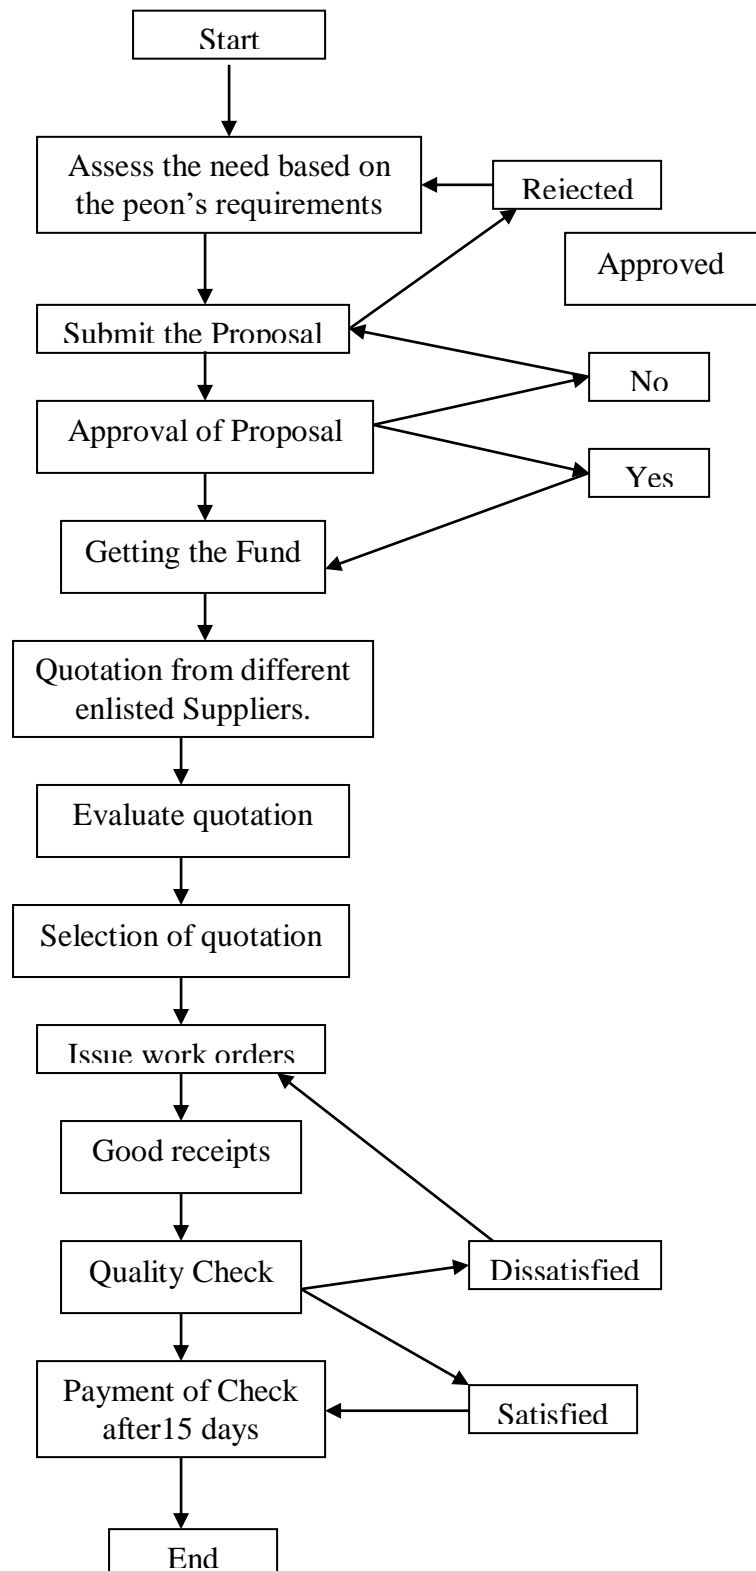 Start
Assess the need based on
the peon's requirements
Rejected
Approved
Submit the Proposal
No
Approval of Proposal
Yes
Getting the Fund
Quotation from different
enlisted Suppliers.
Evaluate quotation
Selection of quotation
Issue work orders
Good receipts
Quality Check
Dissatisfied
Payment of Check
after15 days
Satisfied
End